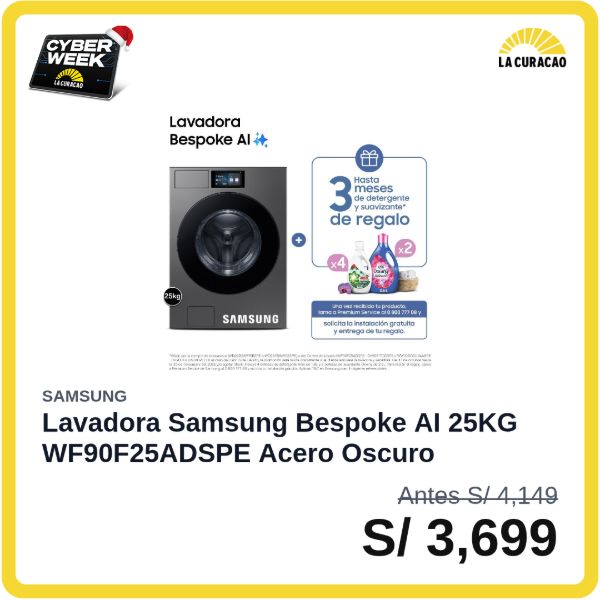 CYBER
WEEK
LA CURACAO
LA CURACAO
Lavadora
Bespoke AI
Hasta
3 meses
de detergente
y suavizante*
de regalo
x4
x2
25kg
SAMSUNG
Una vez recibido tu producto,
llama a Premium Service al 0 800 777 08 y
solicita la instalación gratuita
y entrega de tu regalo.
SAMSUNG
Lavadora Samsung Bespoke AI 25KG
WF90F25ADSPE Acero Oscuro
Antes S/ 4,149
S/ 3,699